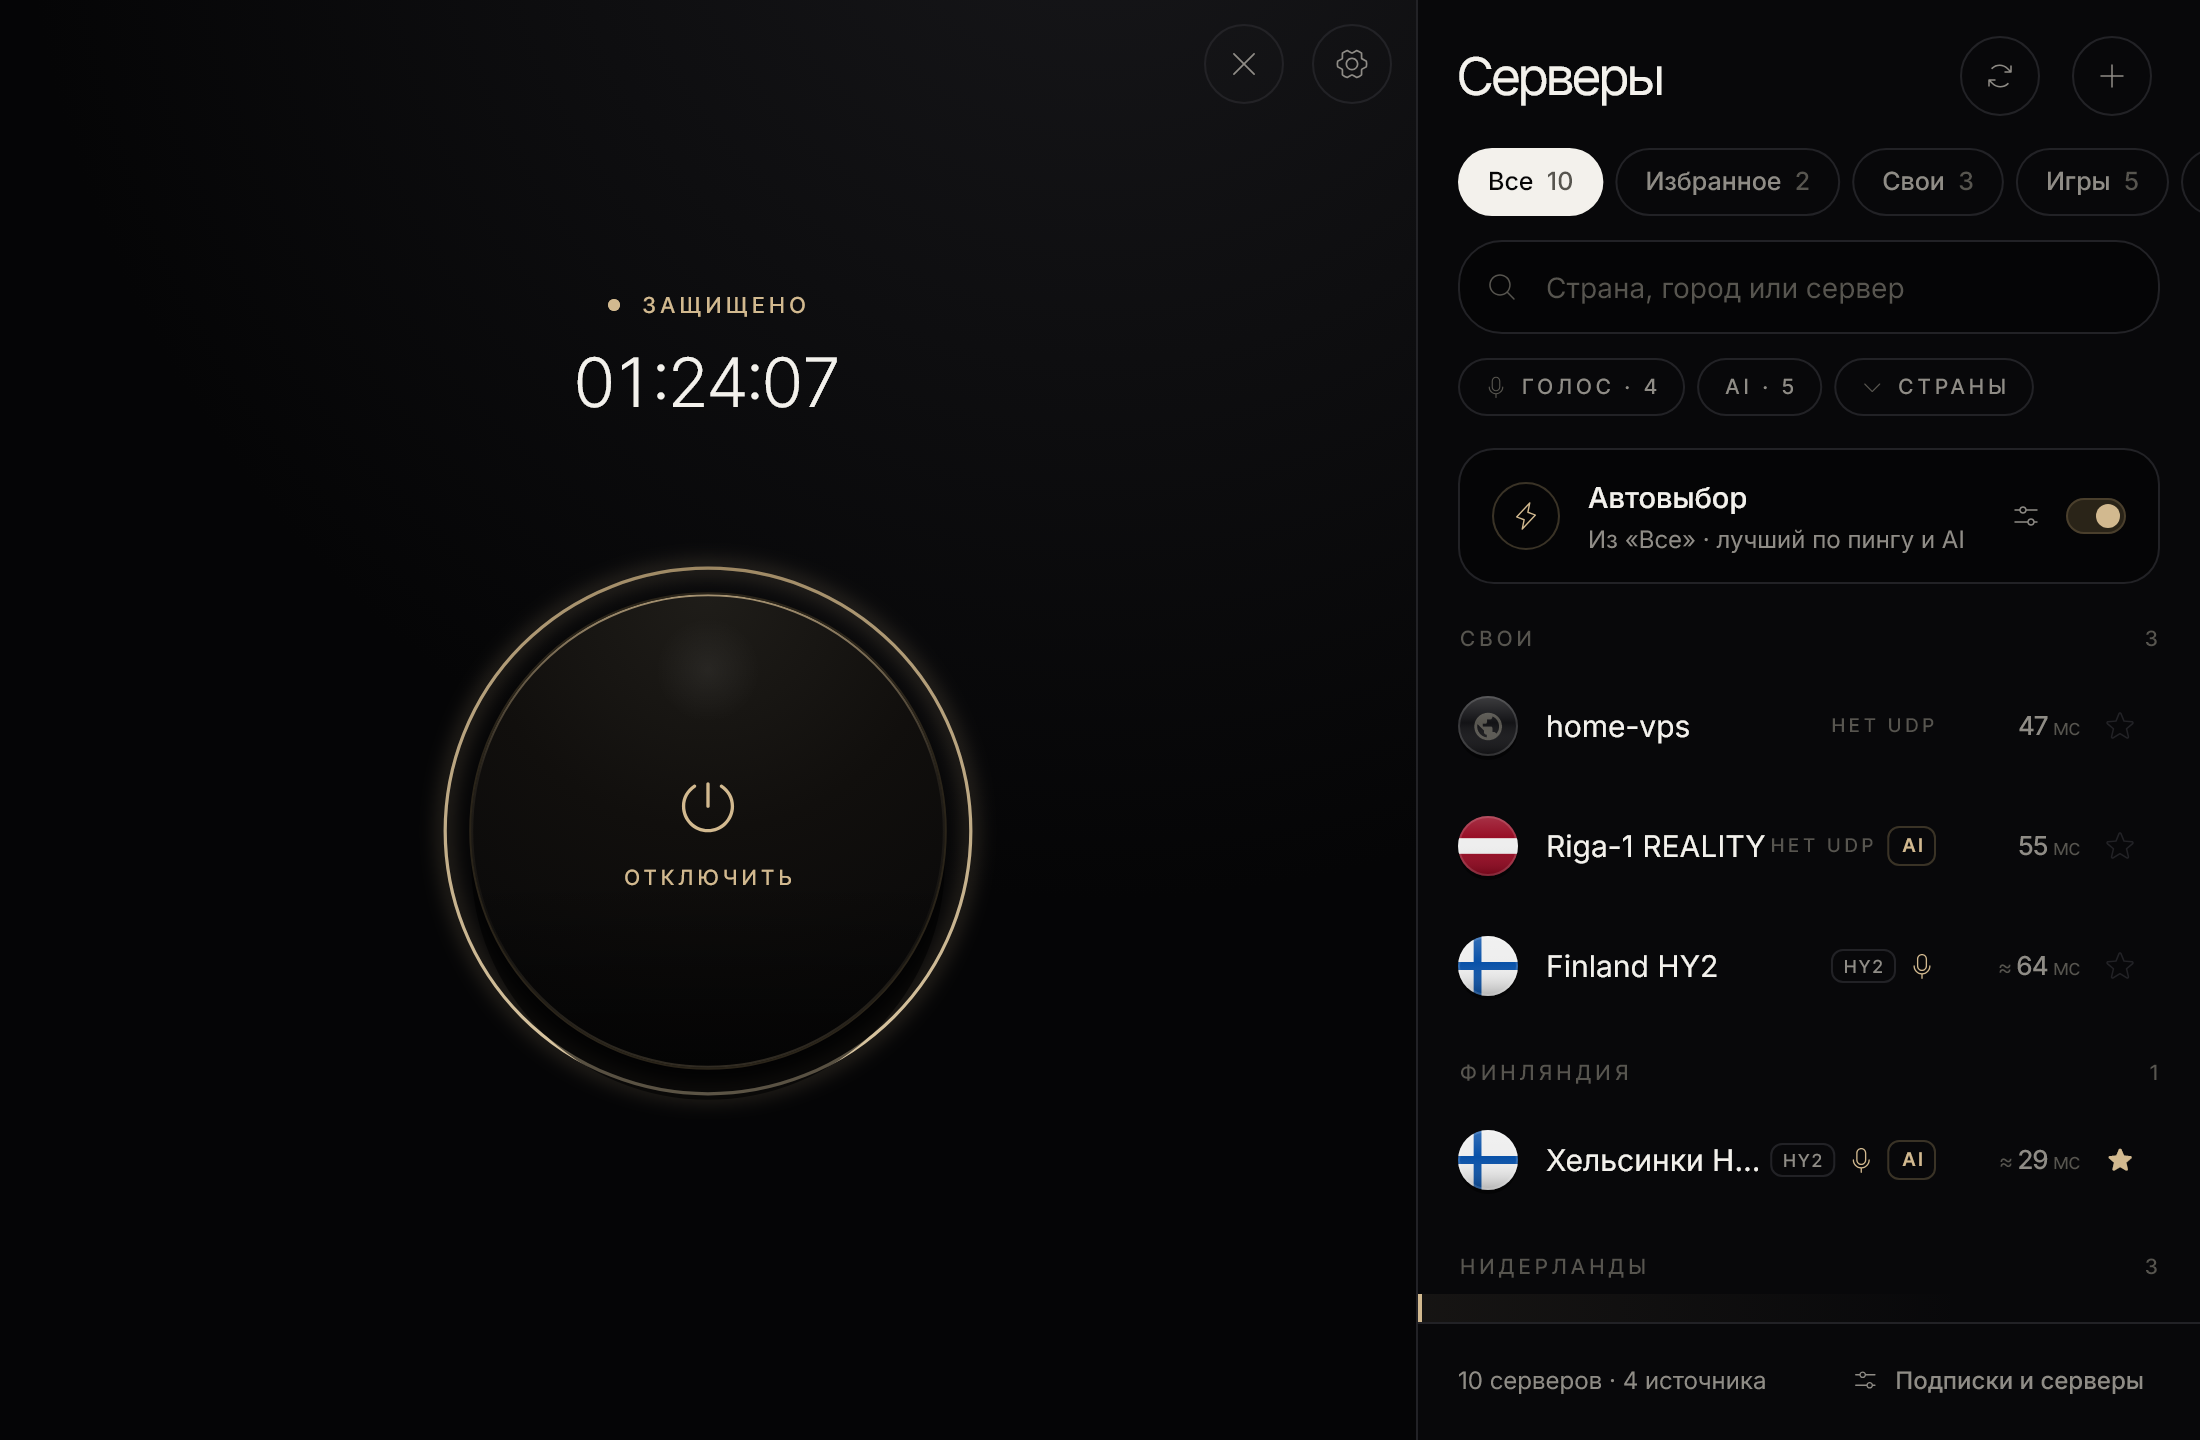 ЗАЩИЩЕНО
01:24:07
ОТКЛЮЧИТЬ
Серверы
Все 10 Избранное 2 Свои 3 Игры 5
Страна, город или сервер
ГОЛОС · 4 AI · 5 СТРАНЫ
Автовыбор
Из «Все» · лучший по пингу и AI
СВОИ 3
home-vps НЕТ UDP 47 мс
Riga-1 REALITY НЕТ UDP AI 55 мс
Finland HY2 HY2 ≈ 64 мс
ФИНЛЯНДИЯ 1
Хельсинки H... HY2 AI ≈ 29 мс
НИДЕРЛАНДЫ 3
10 серверов · 4 источника Подписки и серверы